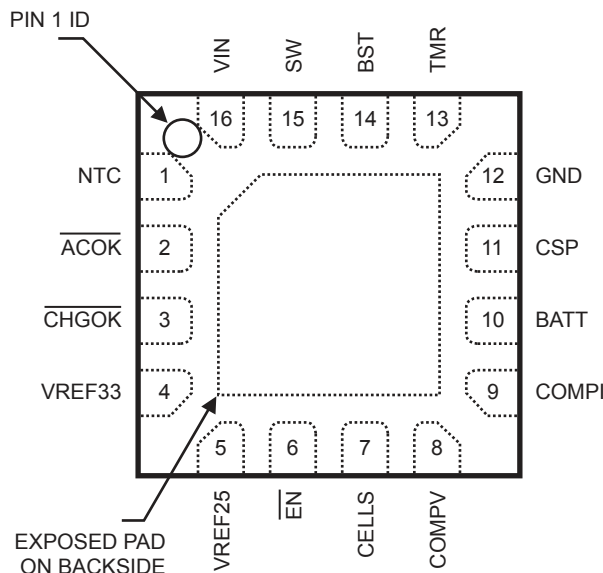 PIN 1 ID
VIN
SW
BST
TMR
16
15
14
13
NTC
1
12
GND
ACOK
2
11
CSP
CHGOK
3
10
BATT
VREF33
4
9
COMPI
5
6
7
8
VREF25
EN
CELLS
COMPV
EXPOSED PAD
ON BACKSIDE